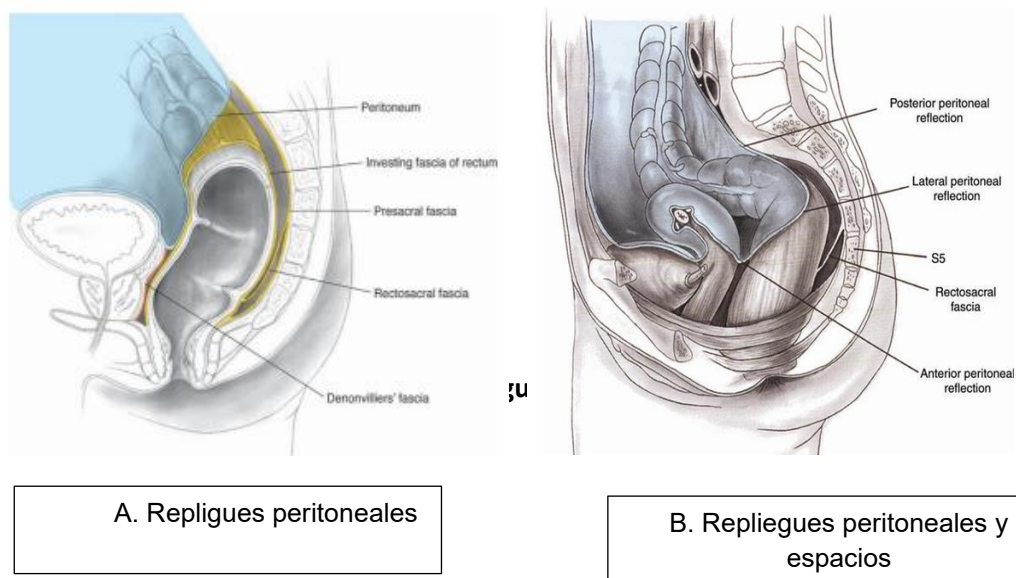 Peritoneum
Investing fascia of rectum
Presacral fascia
Rectosacral fascia
Denonvilliers' fascia
Posterior peritoneal
reflection
Lateral peritoneal
reflection
S5
Rectosacral
fascia
Anterior peritoneal
reflection
gu
A. Repligues peritoneales
B. Repliegues peritoneales y
espacios